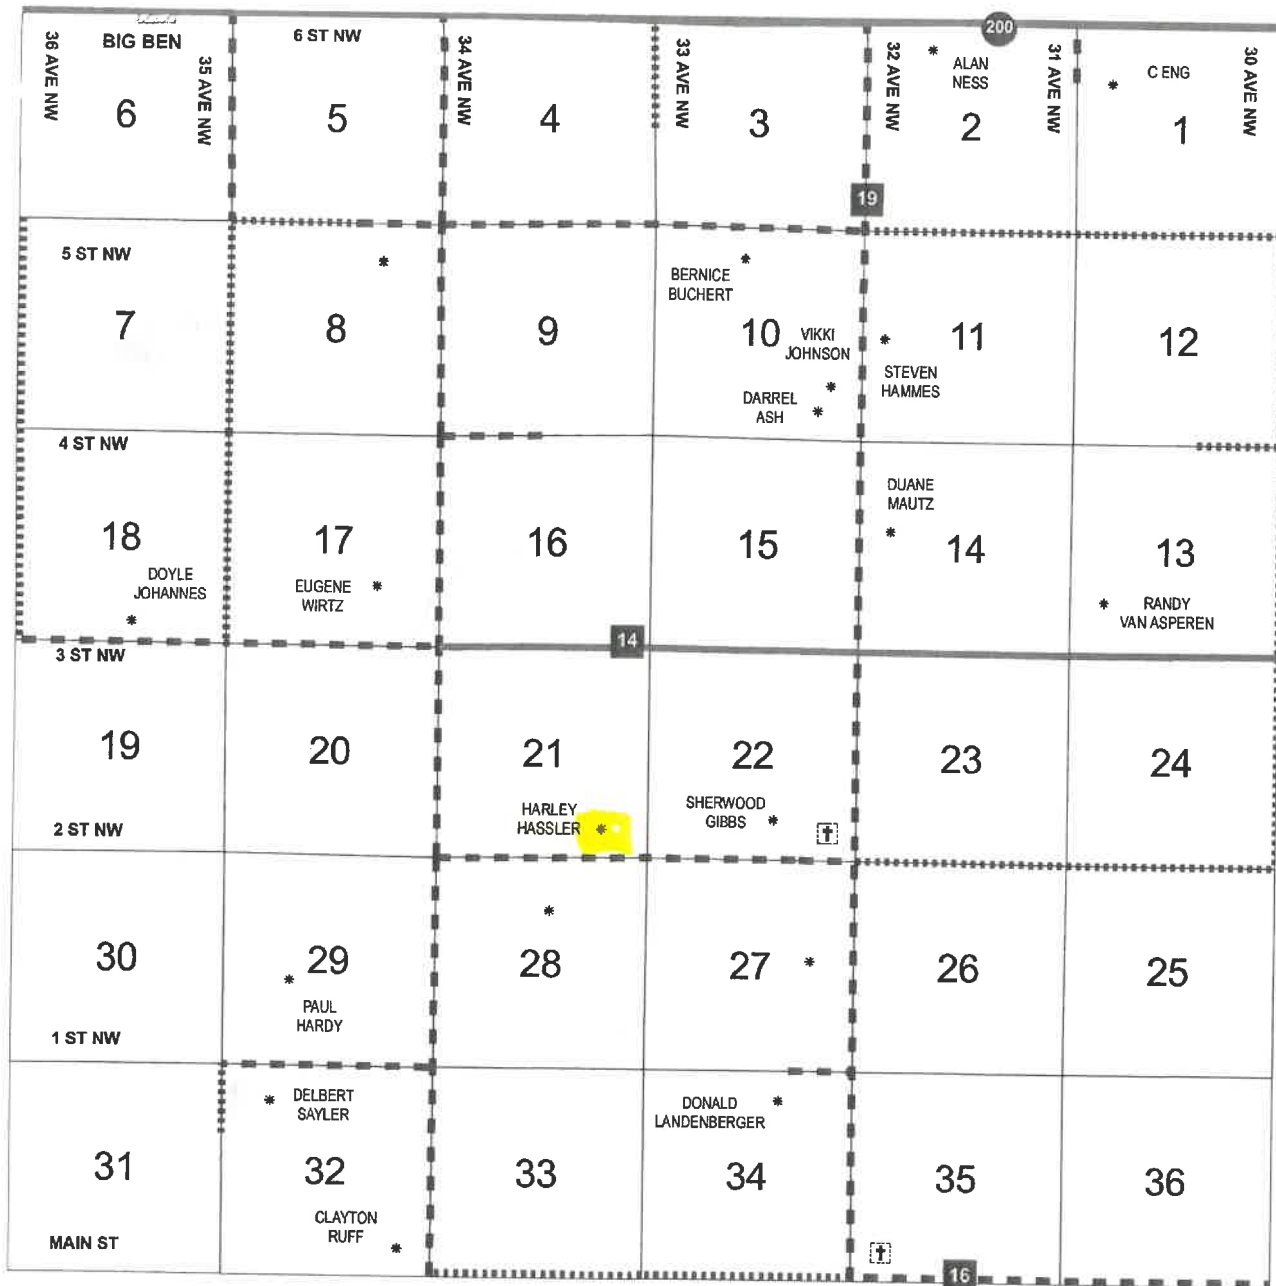 200
36 AVE NW
BIG BEN
35 AVE NW
6 ST NW
34 AVE NW
33 AVE NW
32 AVE NW
ALAN
NESS
31 AVE NW
C ENG
30 AVE NW
6
5
4
3
2
1
19
5 ST NW
BERNICE
BUCHERT
7
8
9
10
VIKKI
JOHNSON
11
12
STEVEN
HAMMES
DARREL
ASH
4 ST NW
DUANE
MAUTZ
18
17
16
15
14
13
DOYLE
JOHANNES
EUGENE
WIRTZ
RANDY
VAN ASPEREN
14
3 ST NW
19
20
21
22
23
24
HARLEY
HASSLER
SHERWOOD
GIBBS
2 ST NW
30
29
28
27
26
25
PAUL
HARDY
1 ST NW
DELBERT
SAYLER
DONALD
LANDENBERGER
31
32
33
34
35
36
CLAYTON
RUFF
MAIN ST
16